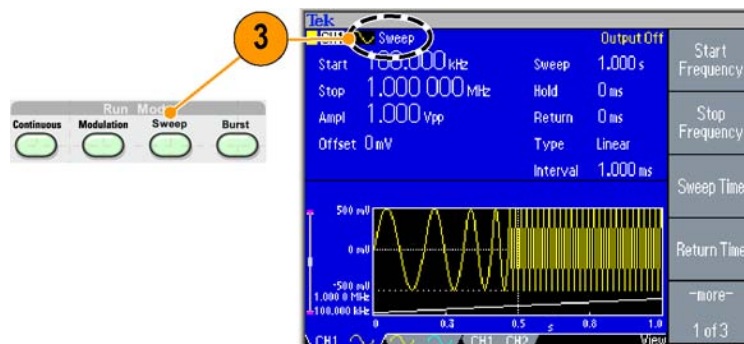 3
Tek
CH1 Sweep Output Off
Start 100.000 kHz Sweep 1.000 s
Stop 1.000 000 MHz Hold 0 ms
Ampl 1.000 Vpp Return 0 ms
Offset 0 mV Type Linear
Interval 1.000 ms
Start Frequency
Stop Frequency
Sweep Time
Return Time
-more-
1 of 3
Run Mode
Continuous Modulation Sweep Burst
500 mV
0 mV
-500 mV
1.000 0 MHz
100.000 kHz
0 0.3 0.5 s 0.8 1.0
CH1 CH1 CH2 View